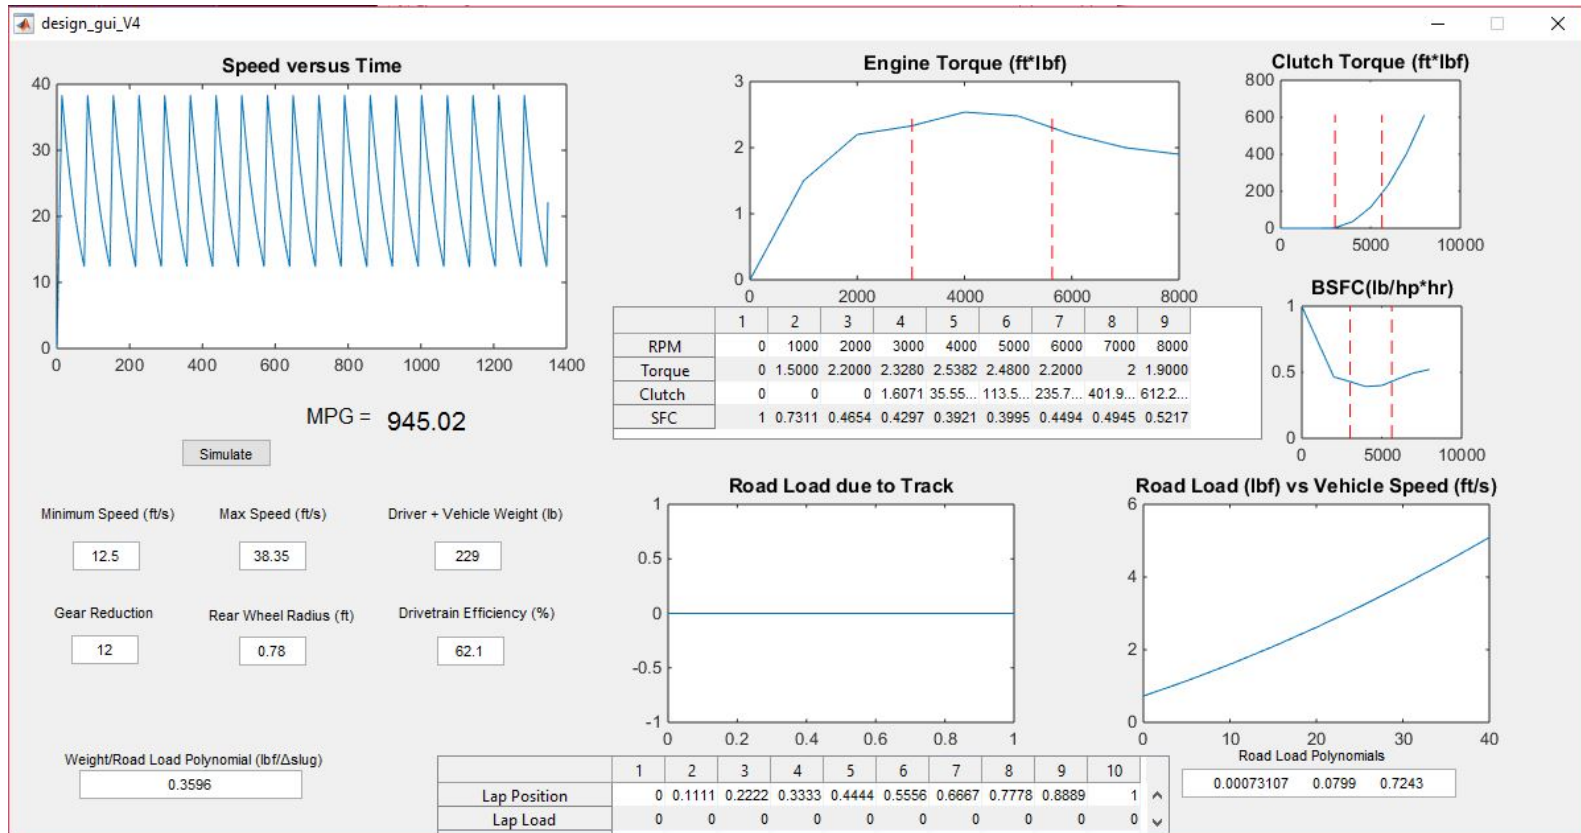 design_gui_V4
Speed versus Time
40
30
20
10
0
0 200 400 600 800 1000 1200 1400
MPG = 945.02
Simulate
Engine Torque (ft*lbf)
3
2
1
0
0 2000 4000 6000 8000
Clutch Torque (ft*lbf)
800
600
400
200
0
0 5000 10000
BSFC(lb/hp*hr)
1
0.5
0
0 5000 10000
1 2 3 4 5 6 7 8 9
RPM 0 1000 2000 3000 4000 5000 6000 7000 8000
Torque 0 1.5000 2.2000 2.3280 2.5382 2.4800 2.2000 2 1.9000
Clutch 0 0 0 1.6071 35.55... 113.5... 235.7... 401.9... 612.2...
SFC 1 0.7311 0.4654 0.4297 0.3921 0.3995 0.4494 0.4945 0.5217
Minimum Speed (ft/s) Max Speed (ft/s) Driver + Vehicle Weight (lb)
12.5 38.35 229
Gear Reduction Rear Wheel Radius (ft) Drivetrain Efficiency (%)
12 0.78 62.1
Weight/Road Load Polynomial (lbf/Δslug)
0.3596
Road Load due to Track
1
0.5
0
-0.5
-1
0 0.2 0.4 0.6 0.8 1
Road Load (lbf) vs Vehicle Speed (ft/s)
6
4
2
0
0 10 20 30 40
Road Load Polynomials
0.00073107 0.0799 0.7243
1 2 3 4 5 6 7 8 9 10
Lap Position 0 0.1111 0.2222 0.3333 0.4444 0.5556 0.6667 0.7778 0.8889 1
Lap Load 0 0 0 0 0 0 0 0 0 0